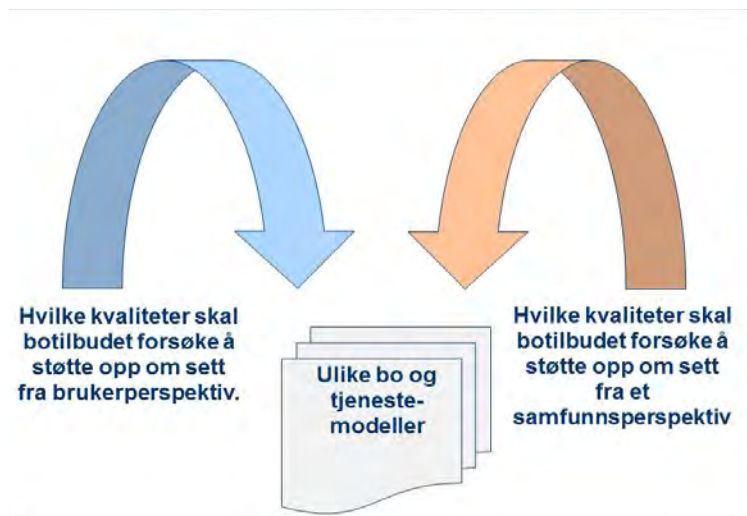 Hvilke kvaliteter skal
botilbudet forsøke å
støtte opp om sett
fra brukerperspektiv.
Ulike bo og
tjeneste-
modeller
Hvilke kvaliteter skal
botilbudet forsøke å
støtte opp om sett
fra et
samfunnsperspektiv